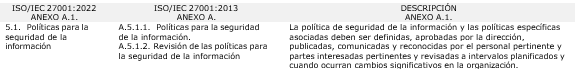 ISO/IEC 27001:2022 ISO/IEC 27001:2013 DESCRIPCIÓN
ANEXO A.1. ANEXO A. ANEXO A.1.
5.1. Políticas para la
seguridad de la
información
A.5.1.1. Políticas para la seguridad
de la información.
A.5.1.2. Revisión de las políticas para
la seguridad de la información
La política de seguridad de la información y las políticas específicas
asociadas deben ser definidas, aprobadas por la dirección,
publicadas, comunicadas y reconocidas por el personal pertinente y
partes interesadas pertinentes y revisadas a intervalos planificados y
cuando ocurran cambios significativos en la organización.